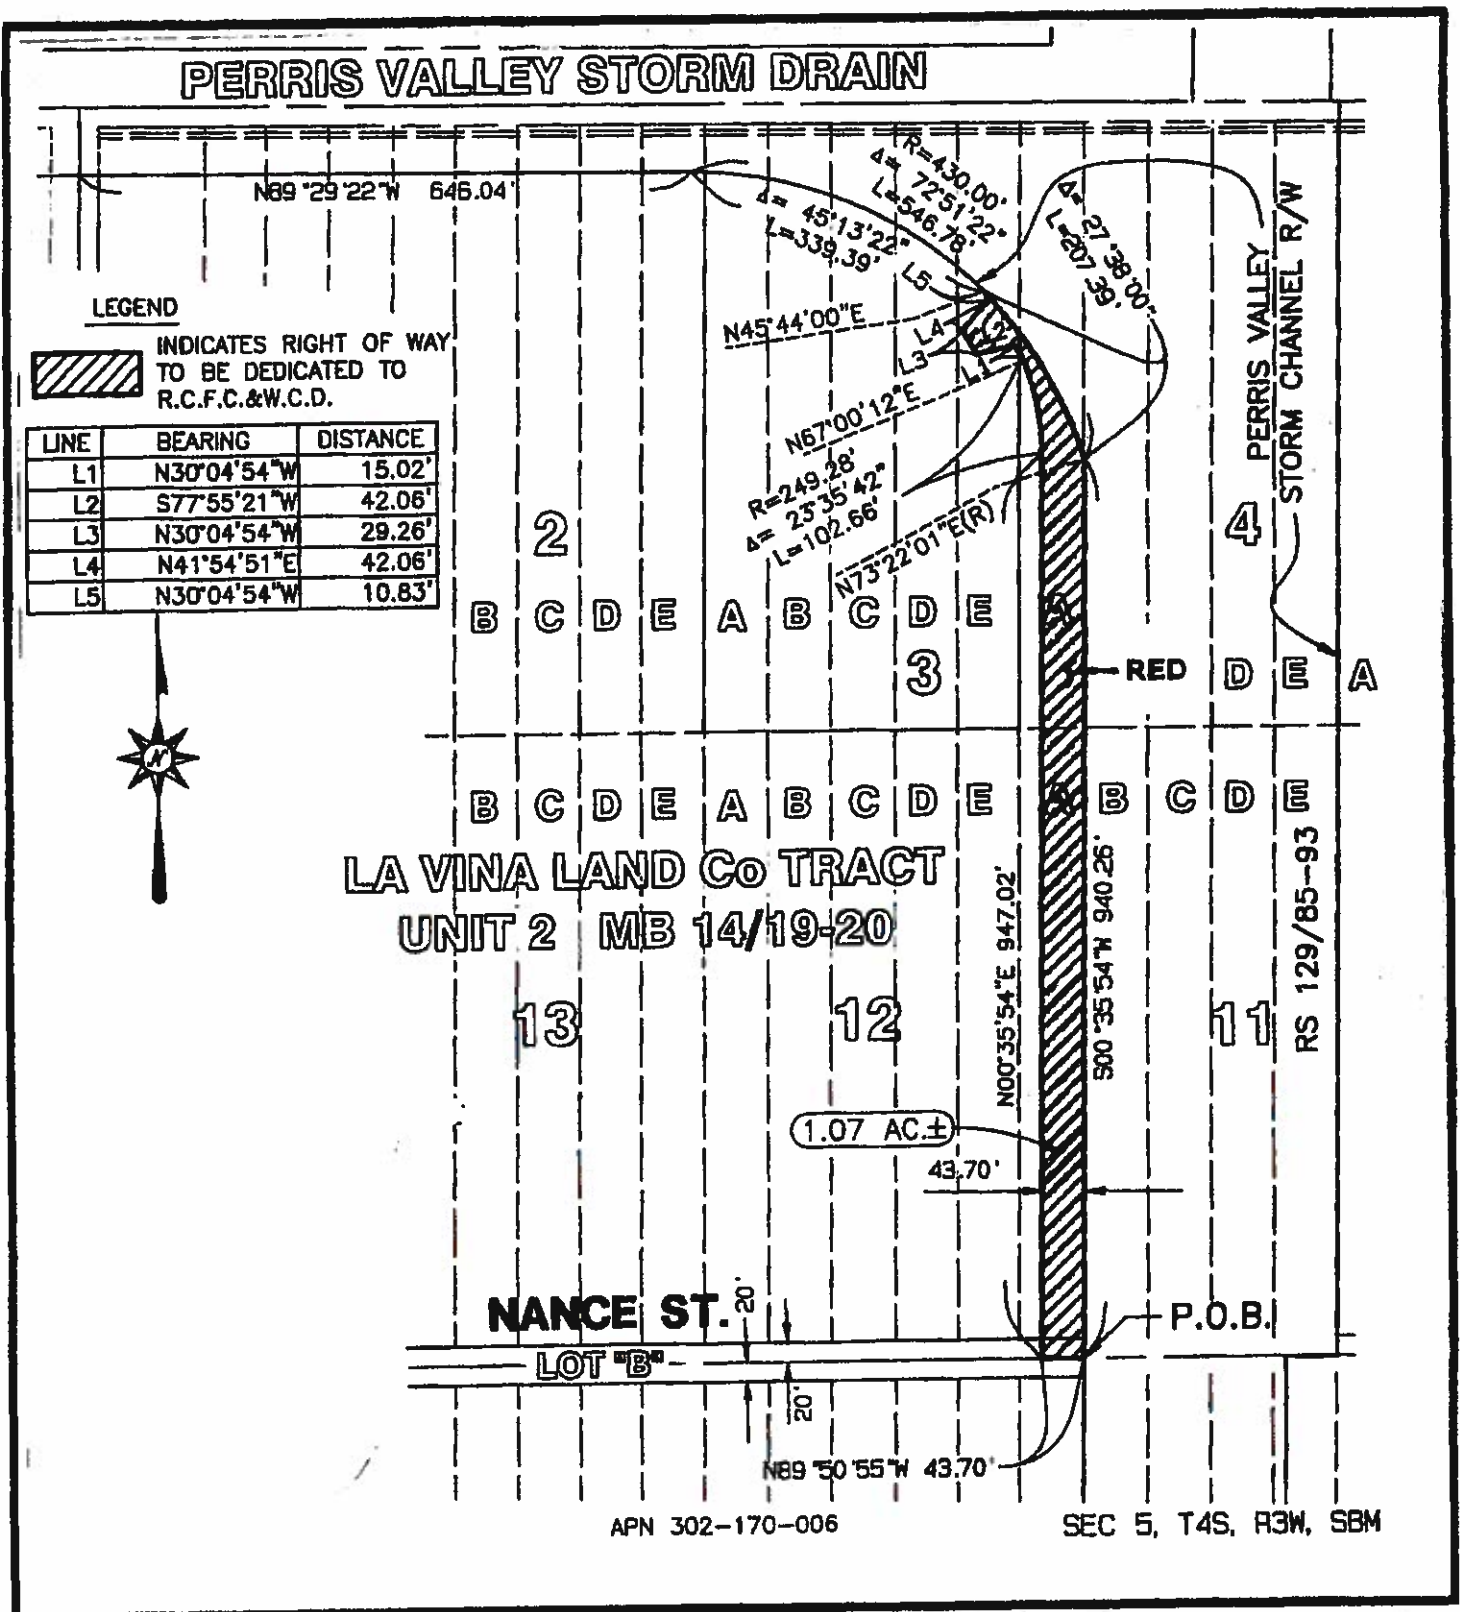 PERRIS VALLEY STORM DRAIN
N89°29'22"W 646.04'
R=430.00'
Δ= 72°51'22"
L=546.78'
Δ= 45°13'22"
L=339.39'
Δ= 27°38'00"
L=207.39'
L5
N45°44'00"E
L4
L2
L3
L1
N67°00'12"E
R=249.28'
Δ= 23°35'42"
L=102.66'
N73°22'01"E(R)
PERRIS VALLEY
STORM CHANNEL R/W
LEGEND
INDICATES RIGHT OF WAY
TO BE DEDICATED TO
R.C.F.C.&W.C.D.
LINE BEARING DISTANCE
L1 N30°04'54"W 15.02'
L2 S77°55'21"W 42.06'
L3 N30°04'54"W 29.26'
L4 N41°54'51"E 42.06'
L5 N30°04'54"W 10.83'
2
4
B C D E A B C D E A
3
RED
D E A
N
B C D E A B C D E A B C D E
LA VINA LAND Co TRACT
UNIT 2 MB 14/19-20
13
12
11
N00°35'54"E 947.02'
S00°35'54"W 940.26'
RS 129/85-93
1.07 AC.±
43.70'
NANCE ST.
20'
P.O.B.
LOT "B"
20'
N89°50'55"W 43.70'
APN 302-170-006
SEC 5, T4S, R3W, SBM